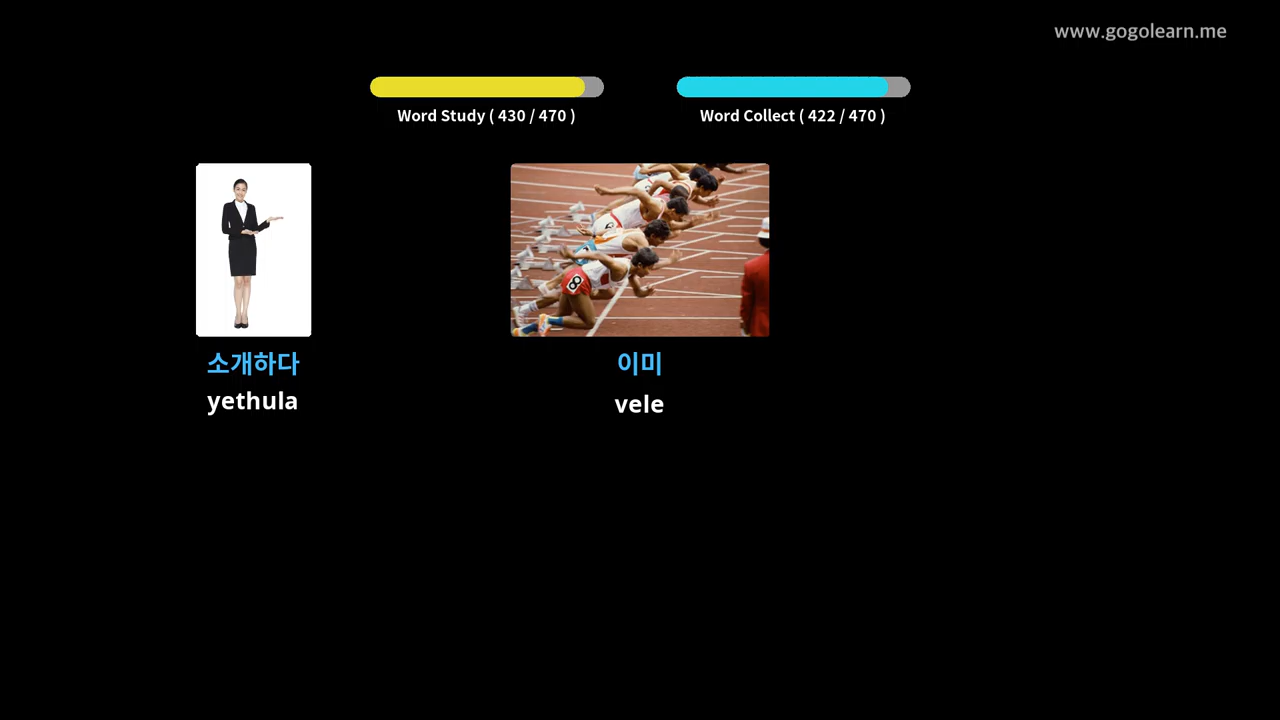 www.gogolearn.me
Word Study ( 430 / 470 )
Word Collect ( 422 / 470 )
8
소개하다
yethula
이미
vele